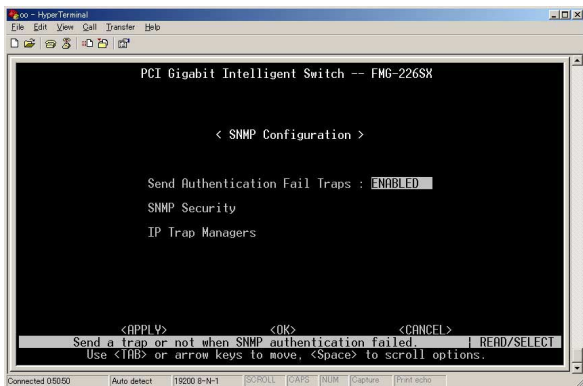 oo - HyperTerminal
File Edit View Call Transfer Help
PCI Gigabit Intelligent Switch -- FMG-226SX
< SNMP Configuration >
Send Authentication Fail Traps : ENABLED
SNMP Security
IP Trap Managers
<APPLY> <OK> <CANCEL>
Send a trap or not when SNMP authentication failed. | READ/SELECT
Use <TAB> or arrow keys to move, <Space> to scroll options.
Connected 0:50:50 Auto detect 19200 8-N-1 SCROLL CAPS NUM Capture Print echo